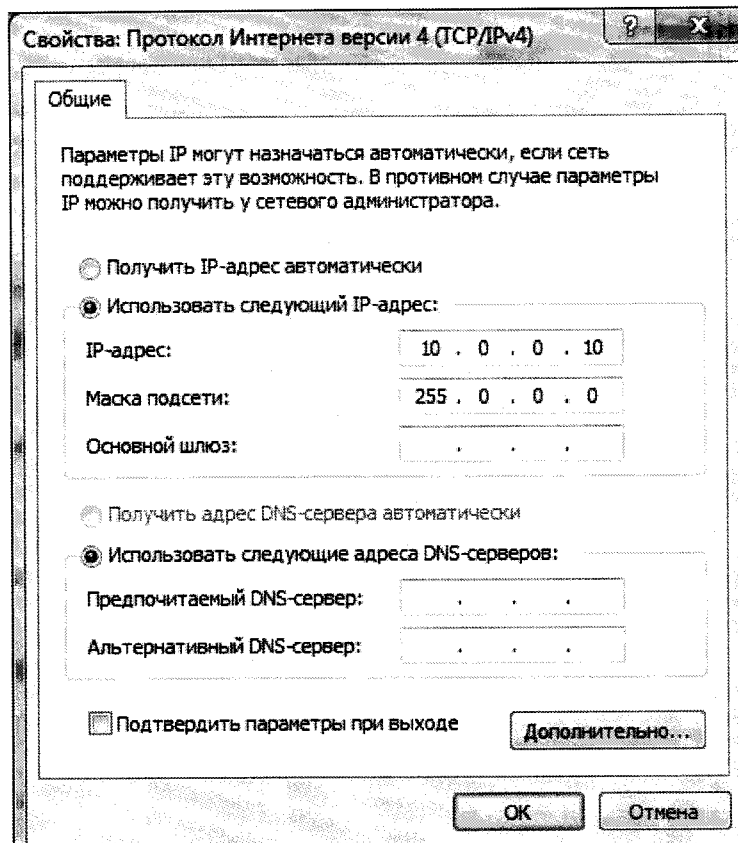 Свойства: Протокол Интернета версии 4 (TCP/IPv4)
?
X
Общие
Параметры IP могут назначаться автоматически, если сеть
поддерживает эту возможность. В противном случае параметры
IP можно получить у сетевого администратора.
Получить IP-адрес автоматически
Использовать следующий IP-адрес:
IP-адрес: 10 . 0 . 0 . 10
Маска подсети: 255 . 0 . 0 . 0
Основной шлюз: . . .
Получить адрес DNS-сервера автоматически
Использовать следующие адреса DNS-серверов:
Предпочитаемый DNS-сервер: . . .
Альтернативный DNS-сервер: . . .
Подтвердить параметры при выходе
Дополнительно...
ОК
Отмена